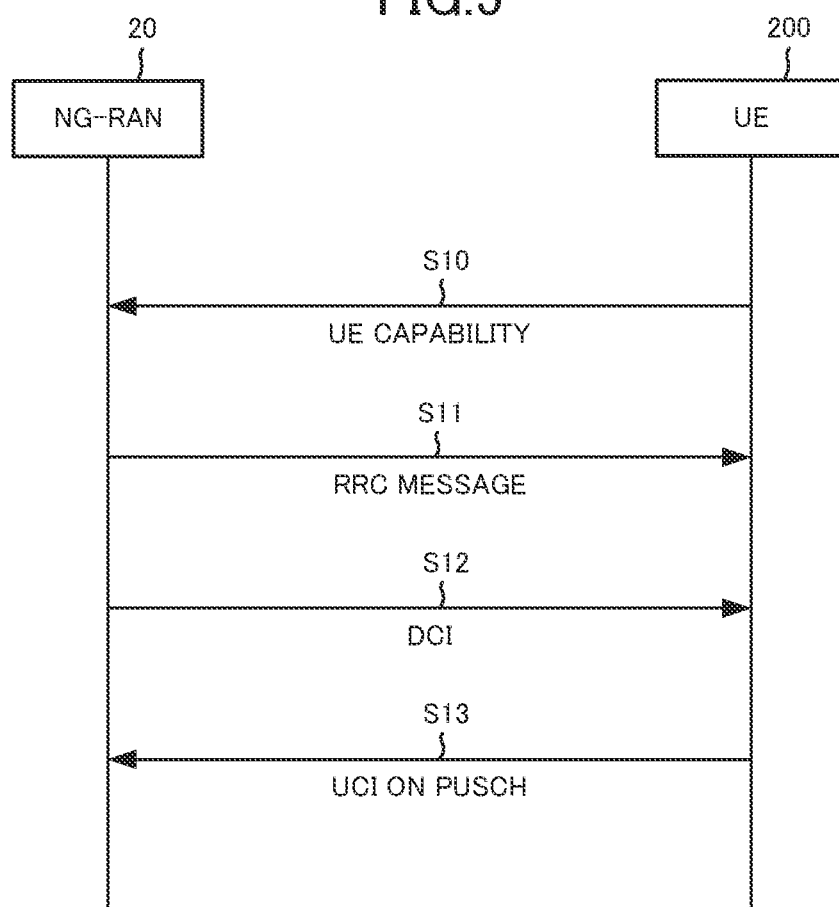 20
200
NG-RAN
UE
S10
UE CAPABILITY
S11
RRC MESSAGE
S12
DCI
S13
UCI ON PUSCH